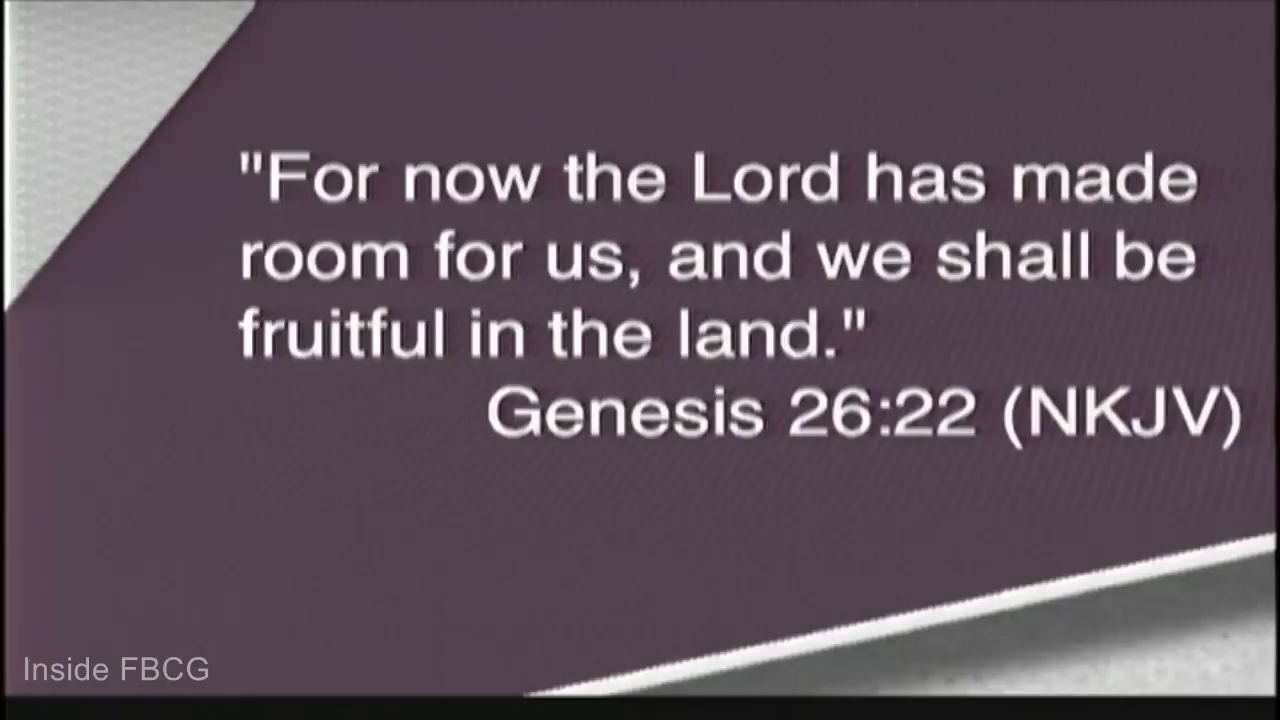 "For now the Lord has made
room for us, and we shall be
fruitful in the land."
Genesis 26:22 (NKJV)
Inside FBCG